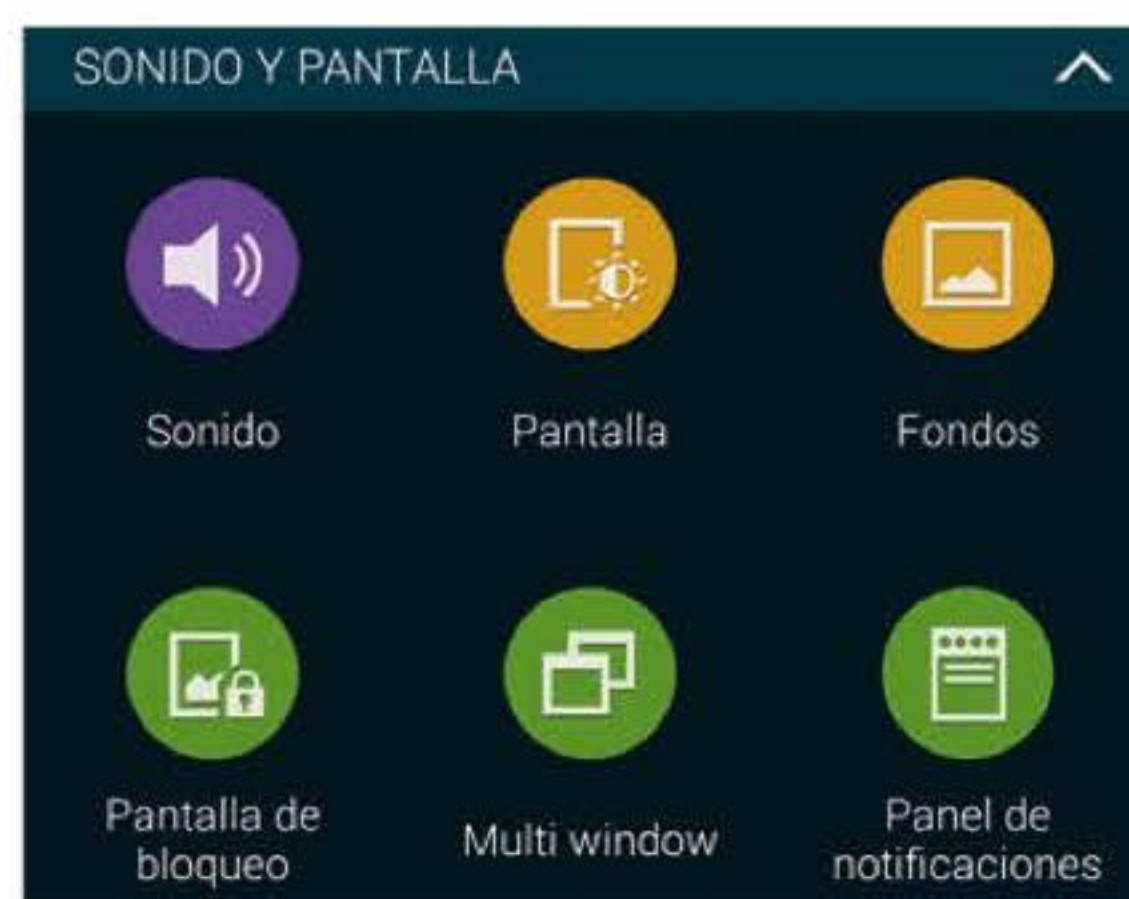 SONIDO Y PANTALLA
Sonido
Pantalla
Fondos
Pantalla de
bloqueo
Multi window
Panel de
notificaciones